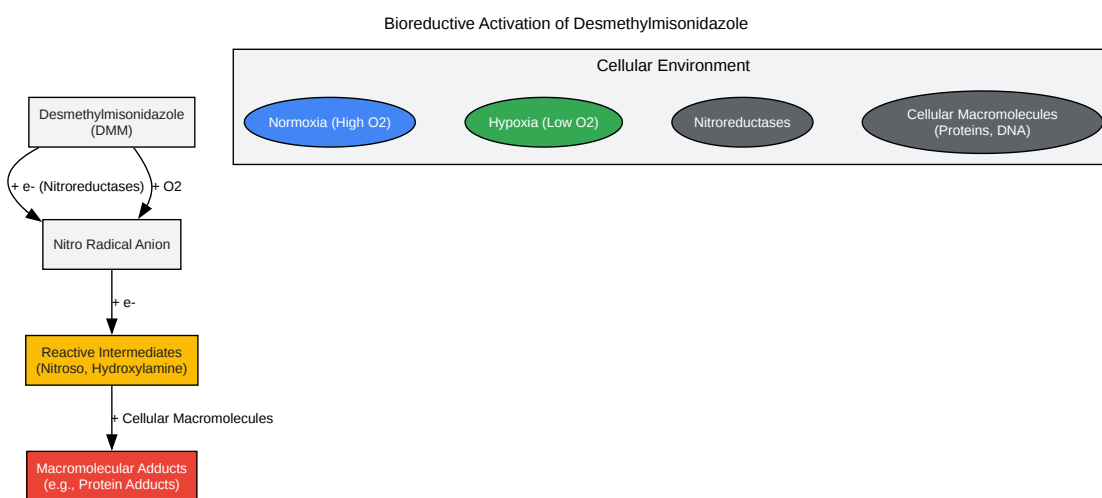 Bioreductive Activation of Desmethylmisonidazole
Cellular Environment
Normoxia (High O2)
Hypoxia (Low O2)
Nitroreductases
Cellular Macromolecules
(Proteins, DNA)
Desmethylmisonidazole
(DMM)
+ e- (Nitroreductases)
+ O2
Nitro Radical Anion
+ e-
Reactive Intermediates
(Nitroso, Hydroxylamine)
+ Cellular Macromolecules
Macromolecular Adducts
(e.g., Protein Adducts)